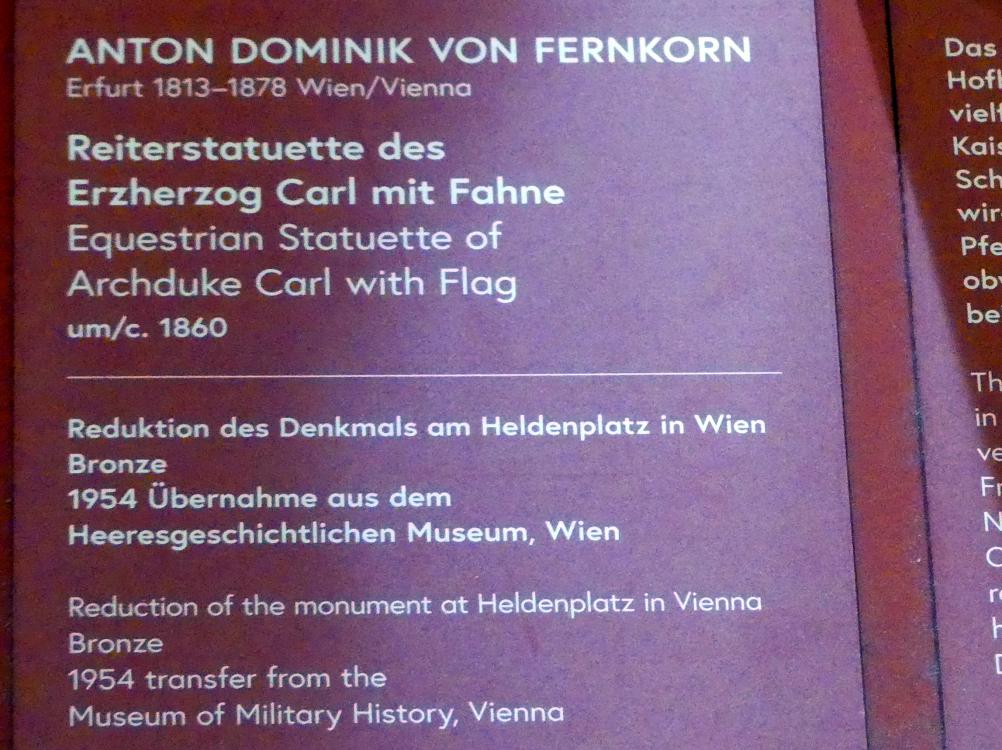 ANTON DOMINIK VON FERNKORN
Erfurt 1813–1878 Wien/Vienna
Reiterstatuette des
Erzherzog Carl mit Fahne
Equestrian Statuette of
Archduke Carl with Flag
um/c. 1860
Reduktion des Denkmals am Heldenplatz in Wien
Bronze
1954 Übernahme aus dem
Heeresgeschichtlichen Museum, Wien
Reduction of the monument at Heldenplatz in Vienna
Bronze
1954 transfer from the
Museum of Military History, Vienna
Das
in